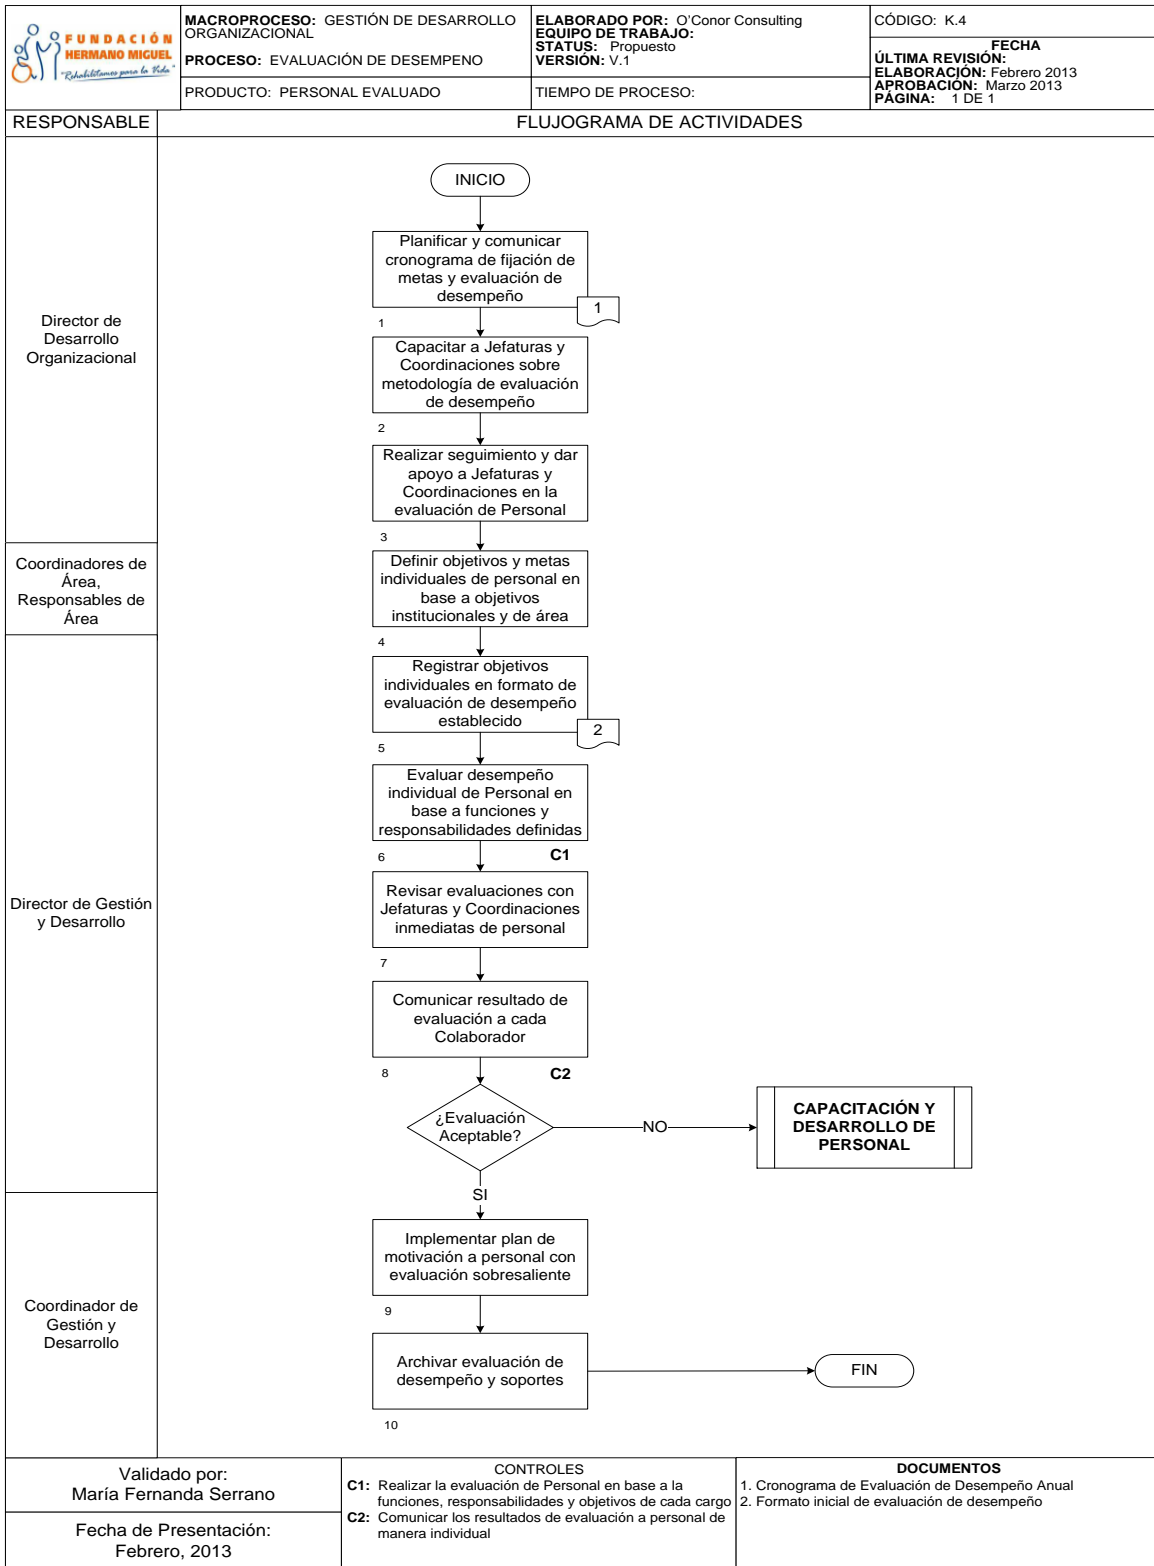 FUNDACIÓN
HERMANO MIGUEL
"Rehabilitamos para la Vida"
MACROPROCESO: GESTIÓN DE DESARROLLO
ORGANIZACIONAL
PROCESO: EVALUACIÓN DE DESEMPENO
PRODUCTO: PERSONAL EVALUADO
ELABORADO POR: O'Conor Consulting
EQUIPO DE TRABAJO:
STATUS: Propuesto
VERSIÓN: V.1
TIEMPO DE PROCESO:
CÓDIGO: K.4
FECHA
ÚLTIMA REVISIÓN:
ELABORACIÓN: Febrero 2013
APROBACIÓN: Marzo 2013
PÁGINA: 1 DE 1
RESPONSABLE
FLUJOGRAMA DE ACTIVIDADES
Director de
Desarrollo
Organizacional
INICIO
Planificar y comunicar
cronograma de fijación de
metas y evaluación de
desempeño
1
1
Capacitar a Jefaturas y
Coordinaciones sobre
metodología de evaluación
de desempeño
2
Realizar seguimiento y dar
apoyo a Jefaturas y
Coordinaciones en la
evaluación de Personal
3
Coordinadores de
Área,
Responsables de
Área
Definir objetivos y metas
individuales de personal en
base a objetivos
institucionales y de área
4
Director de Gestión
y Desarrollo
Registrar objetivos
individuales en formato de
evaluación de desempeño
establecido
2
5
Evaluar desempeño
individual de Personal en
base a funciones y
responsabilidades definidas
6
C1
Revisar evaluaciones con
Jefaturas y Coordinaciones
inmediatas de personal
7
Comunicar resultado de
evaluación a cada
Colaborador
8
C2
¿Evaluación
Aceptable?
NO
CAPACITACIÓN Y
DESARROLLO DE
PERSONAL
SI
Coordinador de
Gestión y
Desarrollo
Implementar plan de
motivación a personal con
evaluación sobresaliente
9
Archivar evaluación de
desempeño y soportes
10
FIN
Validado por:
María Fernanda Serrano
Fecha de Presentación:
Febrero, 2013
CONTROLES
C1: Realizar la evaluación de Personal en base a la
funciones, responsabilidades y objetivos de cada cargo
C2: Comunicar los resultados de evaluación a personal de
manera individual
DOCUMENTOS
1. Cronograma de Evaluación de Desempeño Anual
2. Formato inicial de evaluación de desempeño